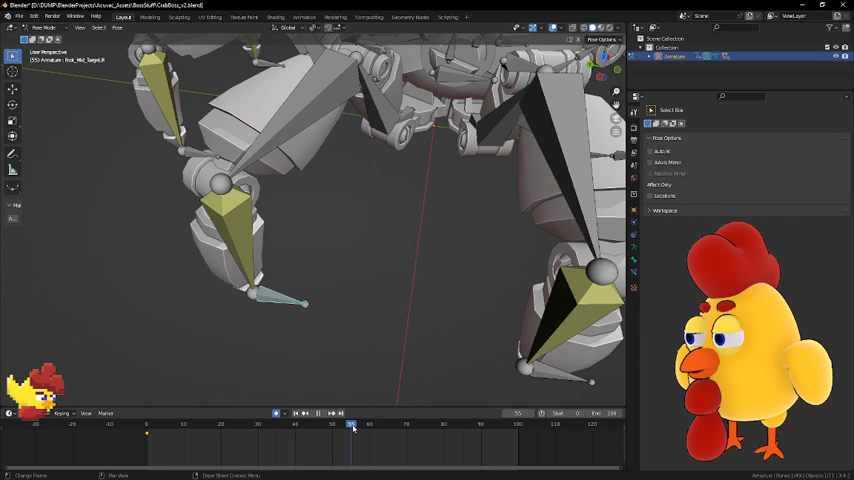 Blender* [D:\DUMP\BlenderProjects\Acuvec_Assets\BossStuff\CrabBoss_v2.blend]
File Edit Render Window Help Layout Modeling Sculpting UV Editing Texture Paint Shading Animation Rendering Compositing Geometry Nodes Scripting
Scene ViewLayer
Pose Mode View Select Pose Global
Pose Options
User Perspective
(55) Armature : Foot_Mid_Target.R
Scene Collection
Collection
Armature
Select Box
Pose Options
Auto IK
X-Axis Mirror
Relative Mirror
Affect Only
Locations
Workspace
Keying View Marker
55 Start 0 End 100
-30 -20 -10 0 10 20 30 40 50 55 60 70 80 90 100 110 120
Change Frame Pan View Dope Sheet Context Menu